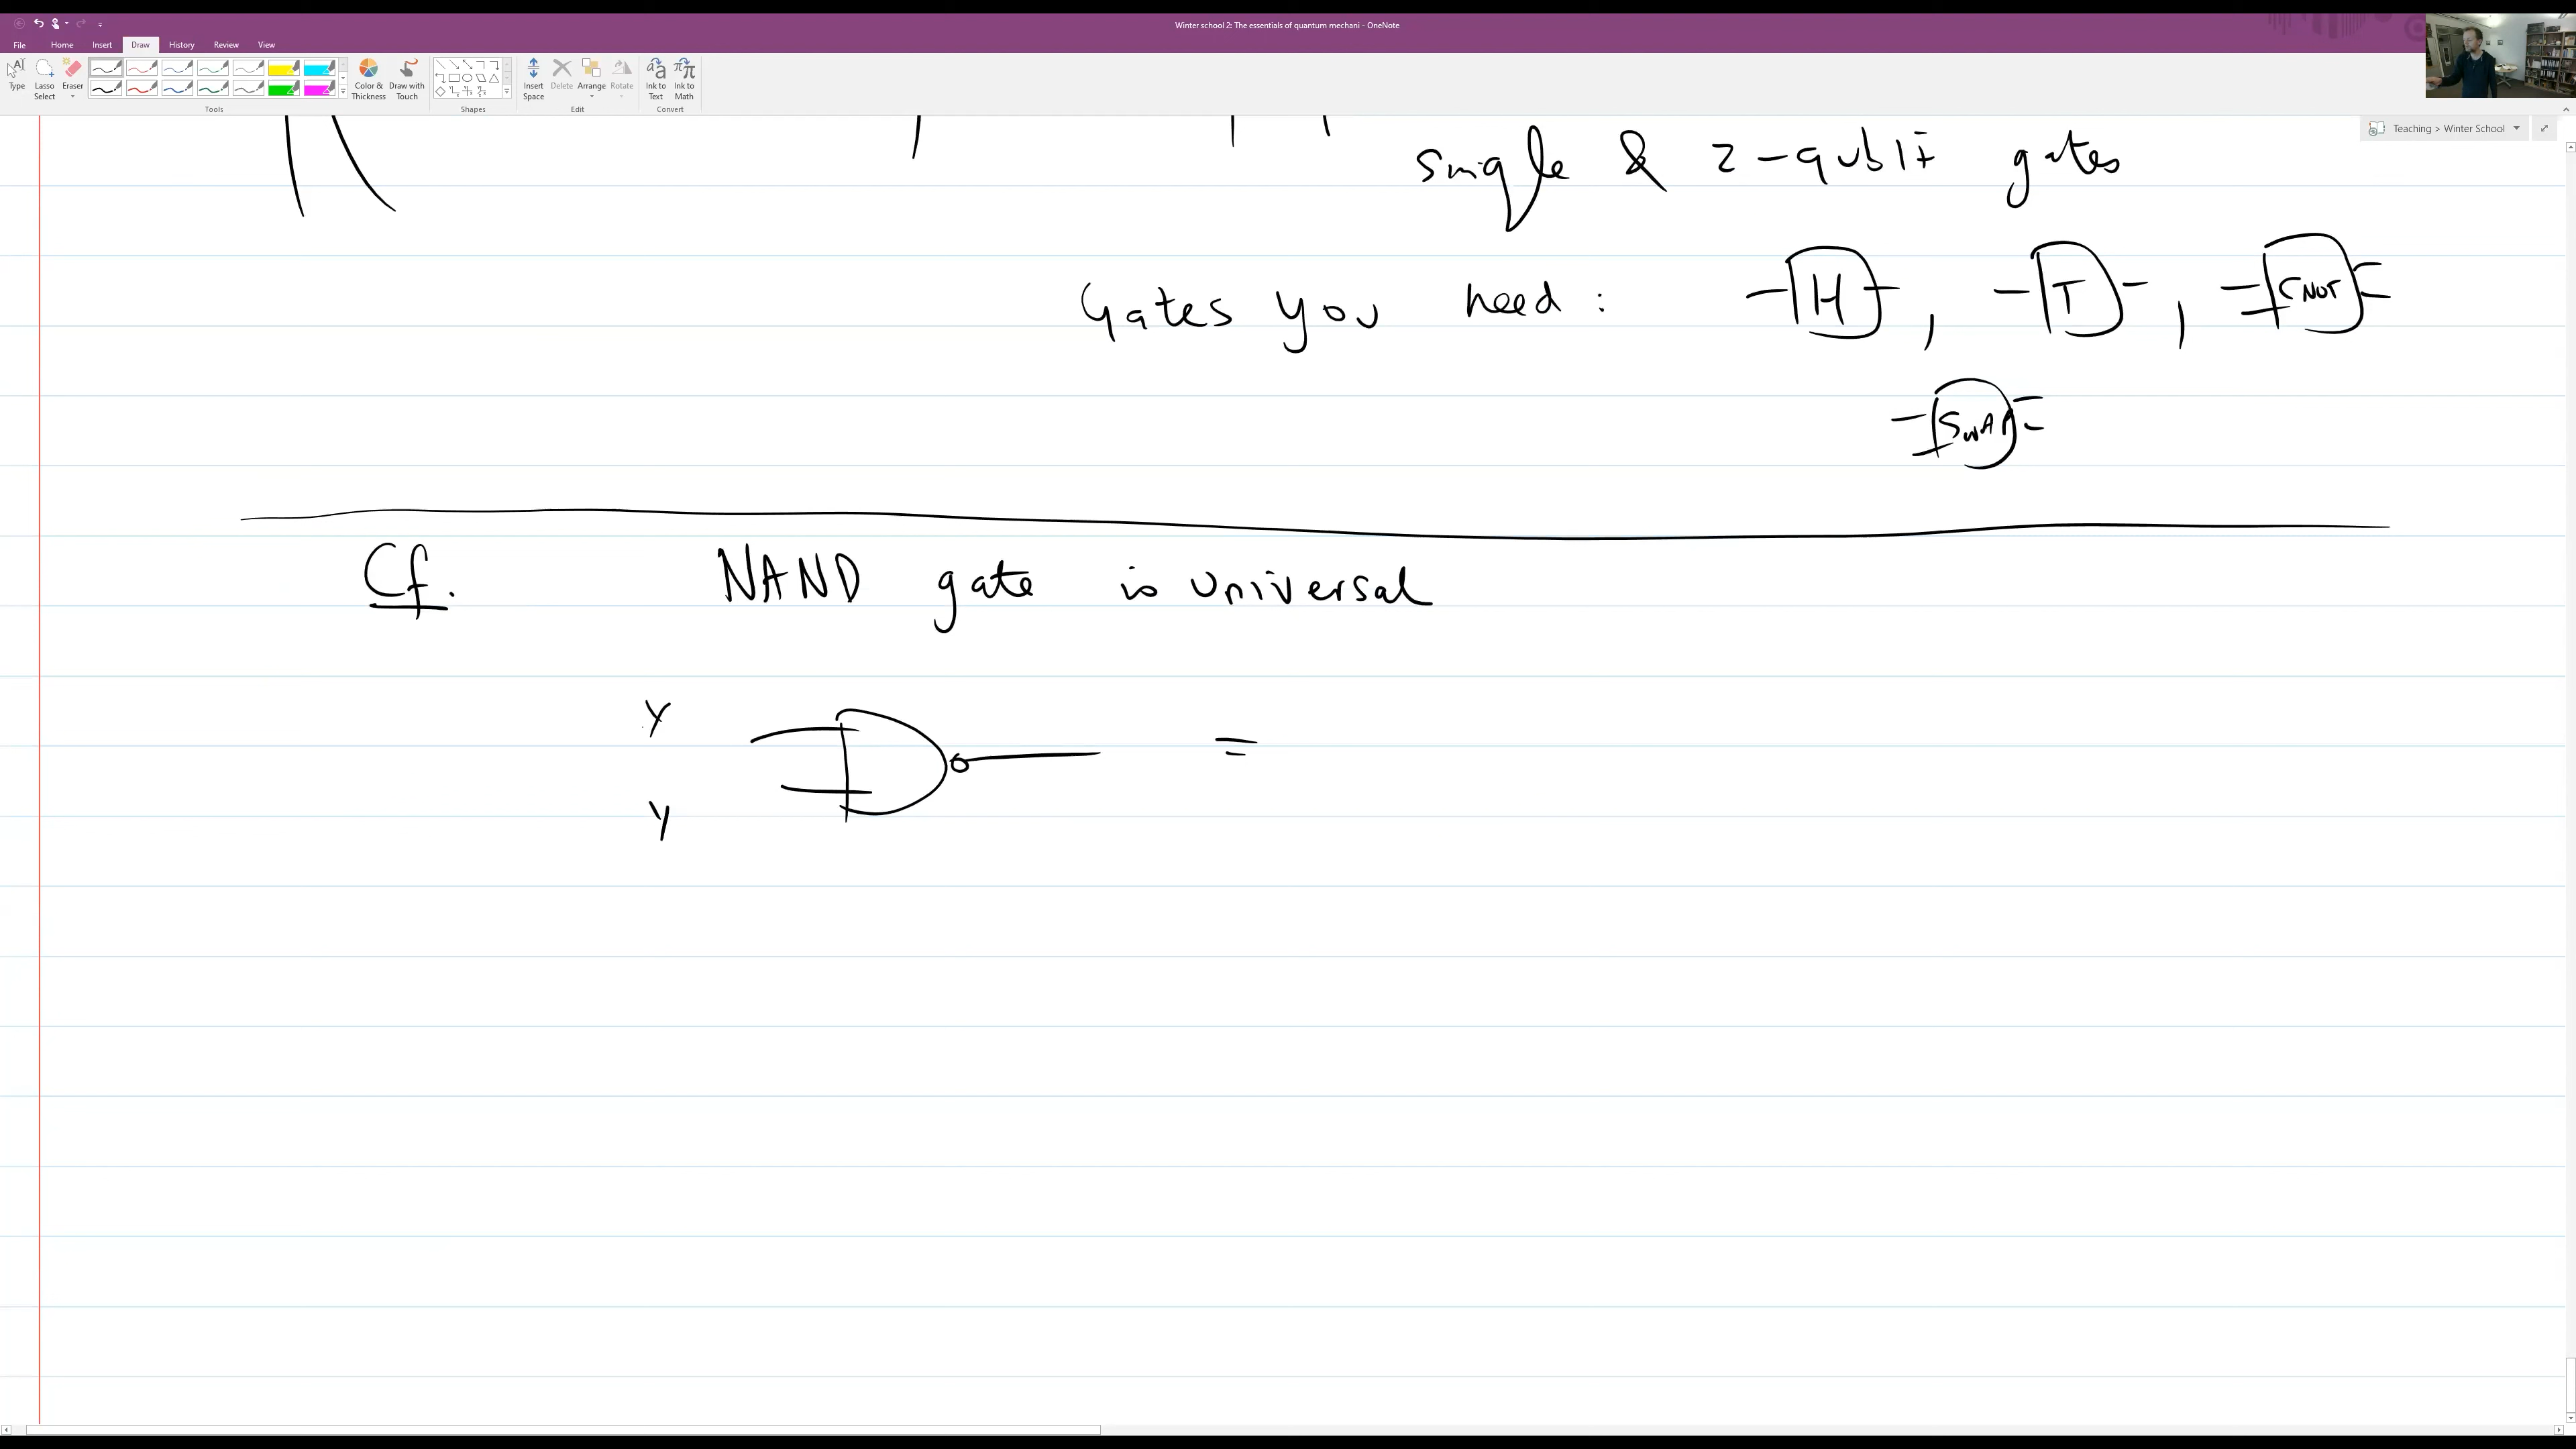 Winter school 2: The essentials of quantum mechani - OneNote
File Home Insert Draw History Review View
Type Lasso Select Eraser Color & Thickness Draw with Touch Insert Space Delete Arrange Rotate Ink to Text Ink to Math
Tools Shapes Edit Convert
Teaching > Winter School
single & 2-qubit gates
Gates you need: H, T, CNOT
SWAP
Cf. NAND gate is universal
Y
=
Y